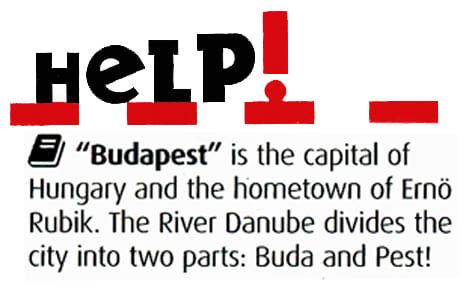 HeLP!
"Budapest" is the capital of
Hungary and the hometown of Ernö
Rubik. The River Danube divides the
city into two parts: Buda and Pest!